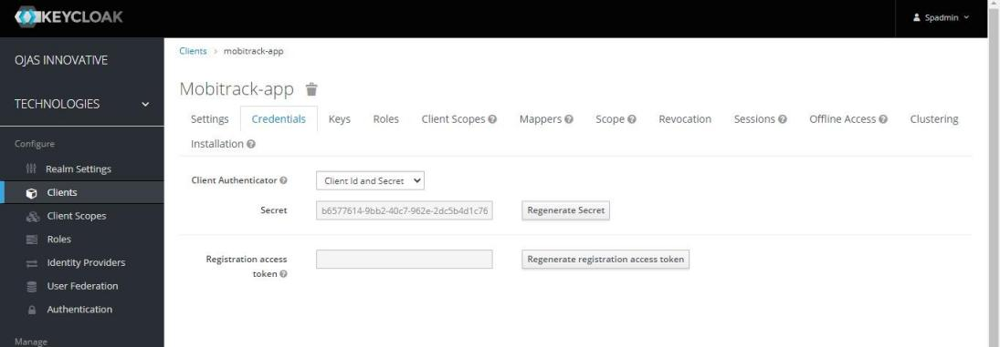 KEYCLOAK
Spadmin
OJAS INNOVATIVE
TECHNOLOGIES
Configure
Realm Settings
Clients
Client Scopes
Roles
Identity Providers
User Federation
Authentication
Manage
Clients > mobitrack-app
Mobitrack-app
Settings Credentials Keys Roles Client Scopes Mappers Scope Revocation Sessions Offline Access Clustering
Installation
Client Authenticator Client Id and Secret
Secret b6577614-9bb2-40c7-962e-2dc5b4d1c76 Regenerate Secret
Registration access Regenerate registration access token
token